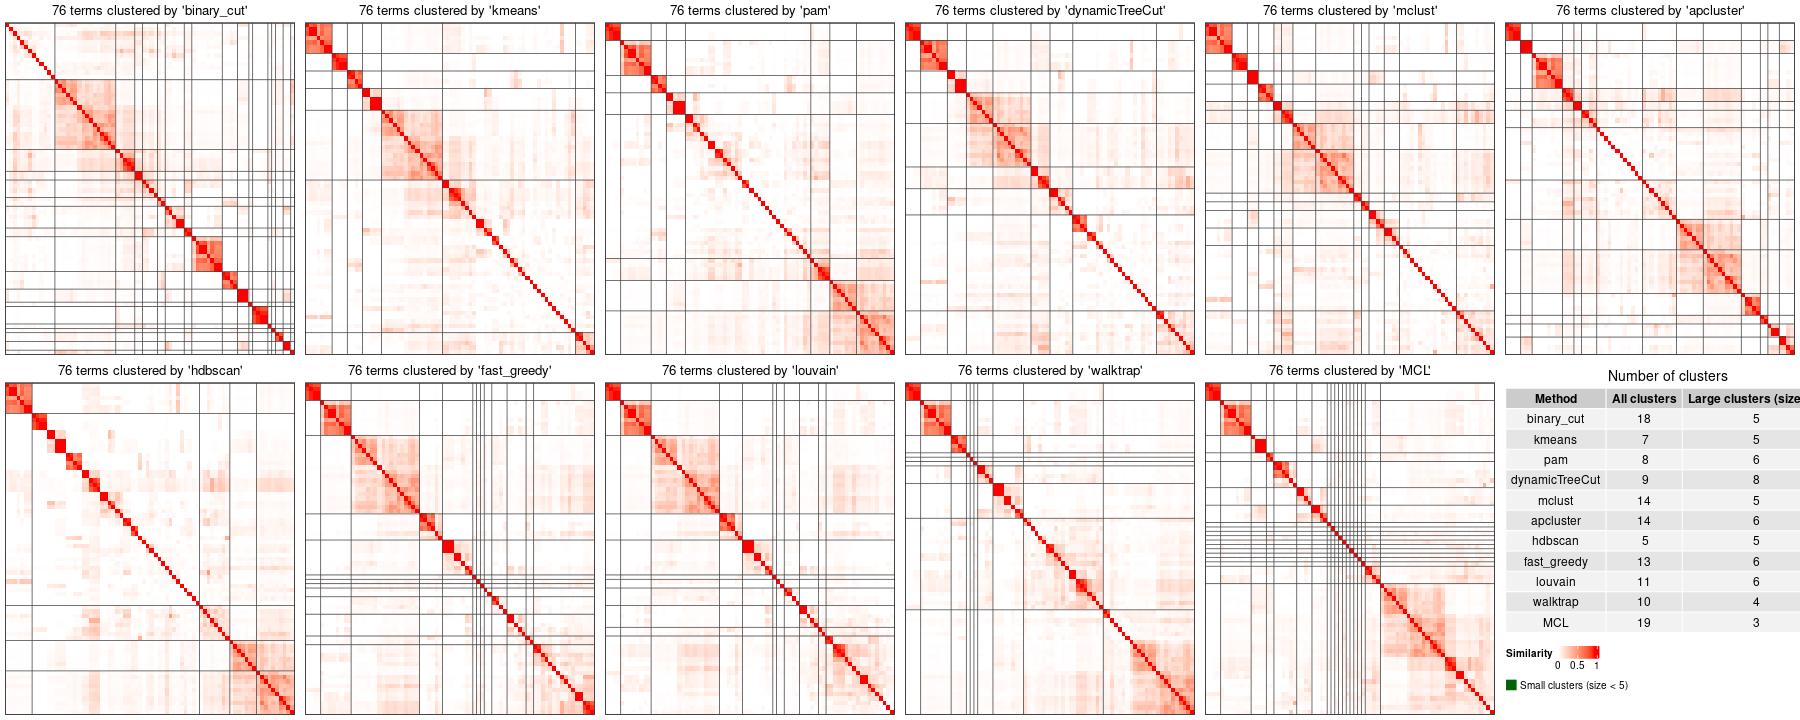 76 terms clustered by 'binary_cut'
76 terms clustered by 'kmeans'
76 terms clustered by 'pam'
76 terms clustered by 'dynamicTreeCut'
76 terms clustered by 'mclust'
76 terms clustered by 'apcluster'
76 terms clustered by 'hdbscan'
76 terms clustered by 'fast_greedy'
76 terms clustered by 'louvain'
76 terms clustered by 'walktrap'
76 terms clustered by 'MCL'
Number of clusters
Method All clusters Large clusters (size
binary_cut 18 5
kmeans 7 5
pam 8 6
dynamicTreeCut 9 8
mclust 14 5
apcluster 14 6
hdbscan 5 5
fast_greedy 13 6
louvain 11 6
walktrap 10 4
MCL 19 3
Similarity
0 0.5 1
Small clusters (size < 5)